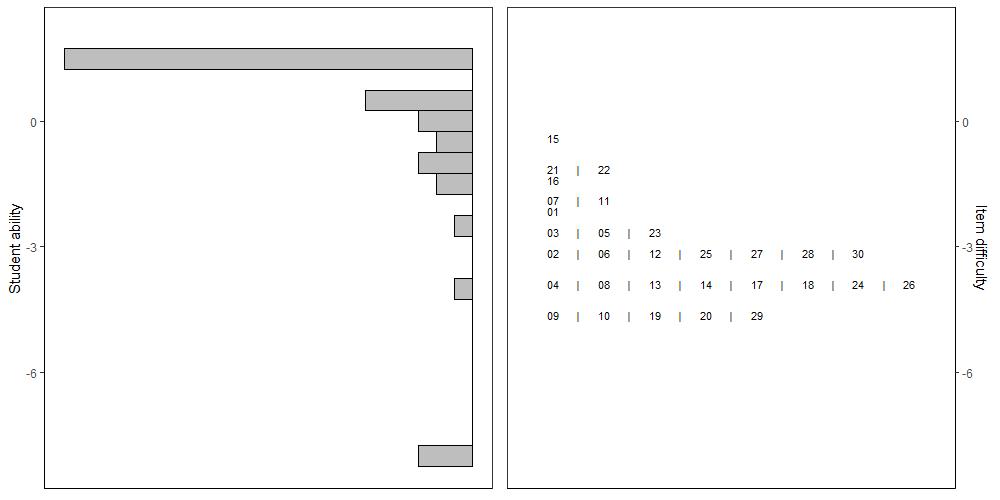 Student ability
0
-3
-6
15
21 | 22
16
07 | 11
01
03 | 05 | 23
02 | 06 | 12 | 25 | 27 | 28 | 30
04 | 08 | 13 | 14 | 17 | 18 | 24 | 26
09 | 10 | 19 | 20 | 29
0
-3
-6
Item difficulty